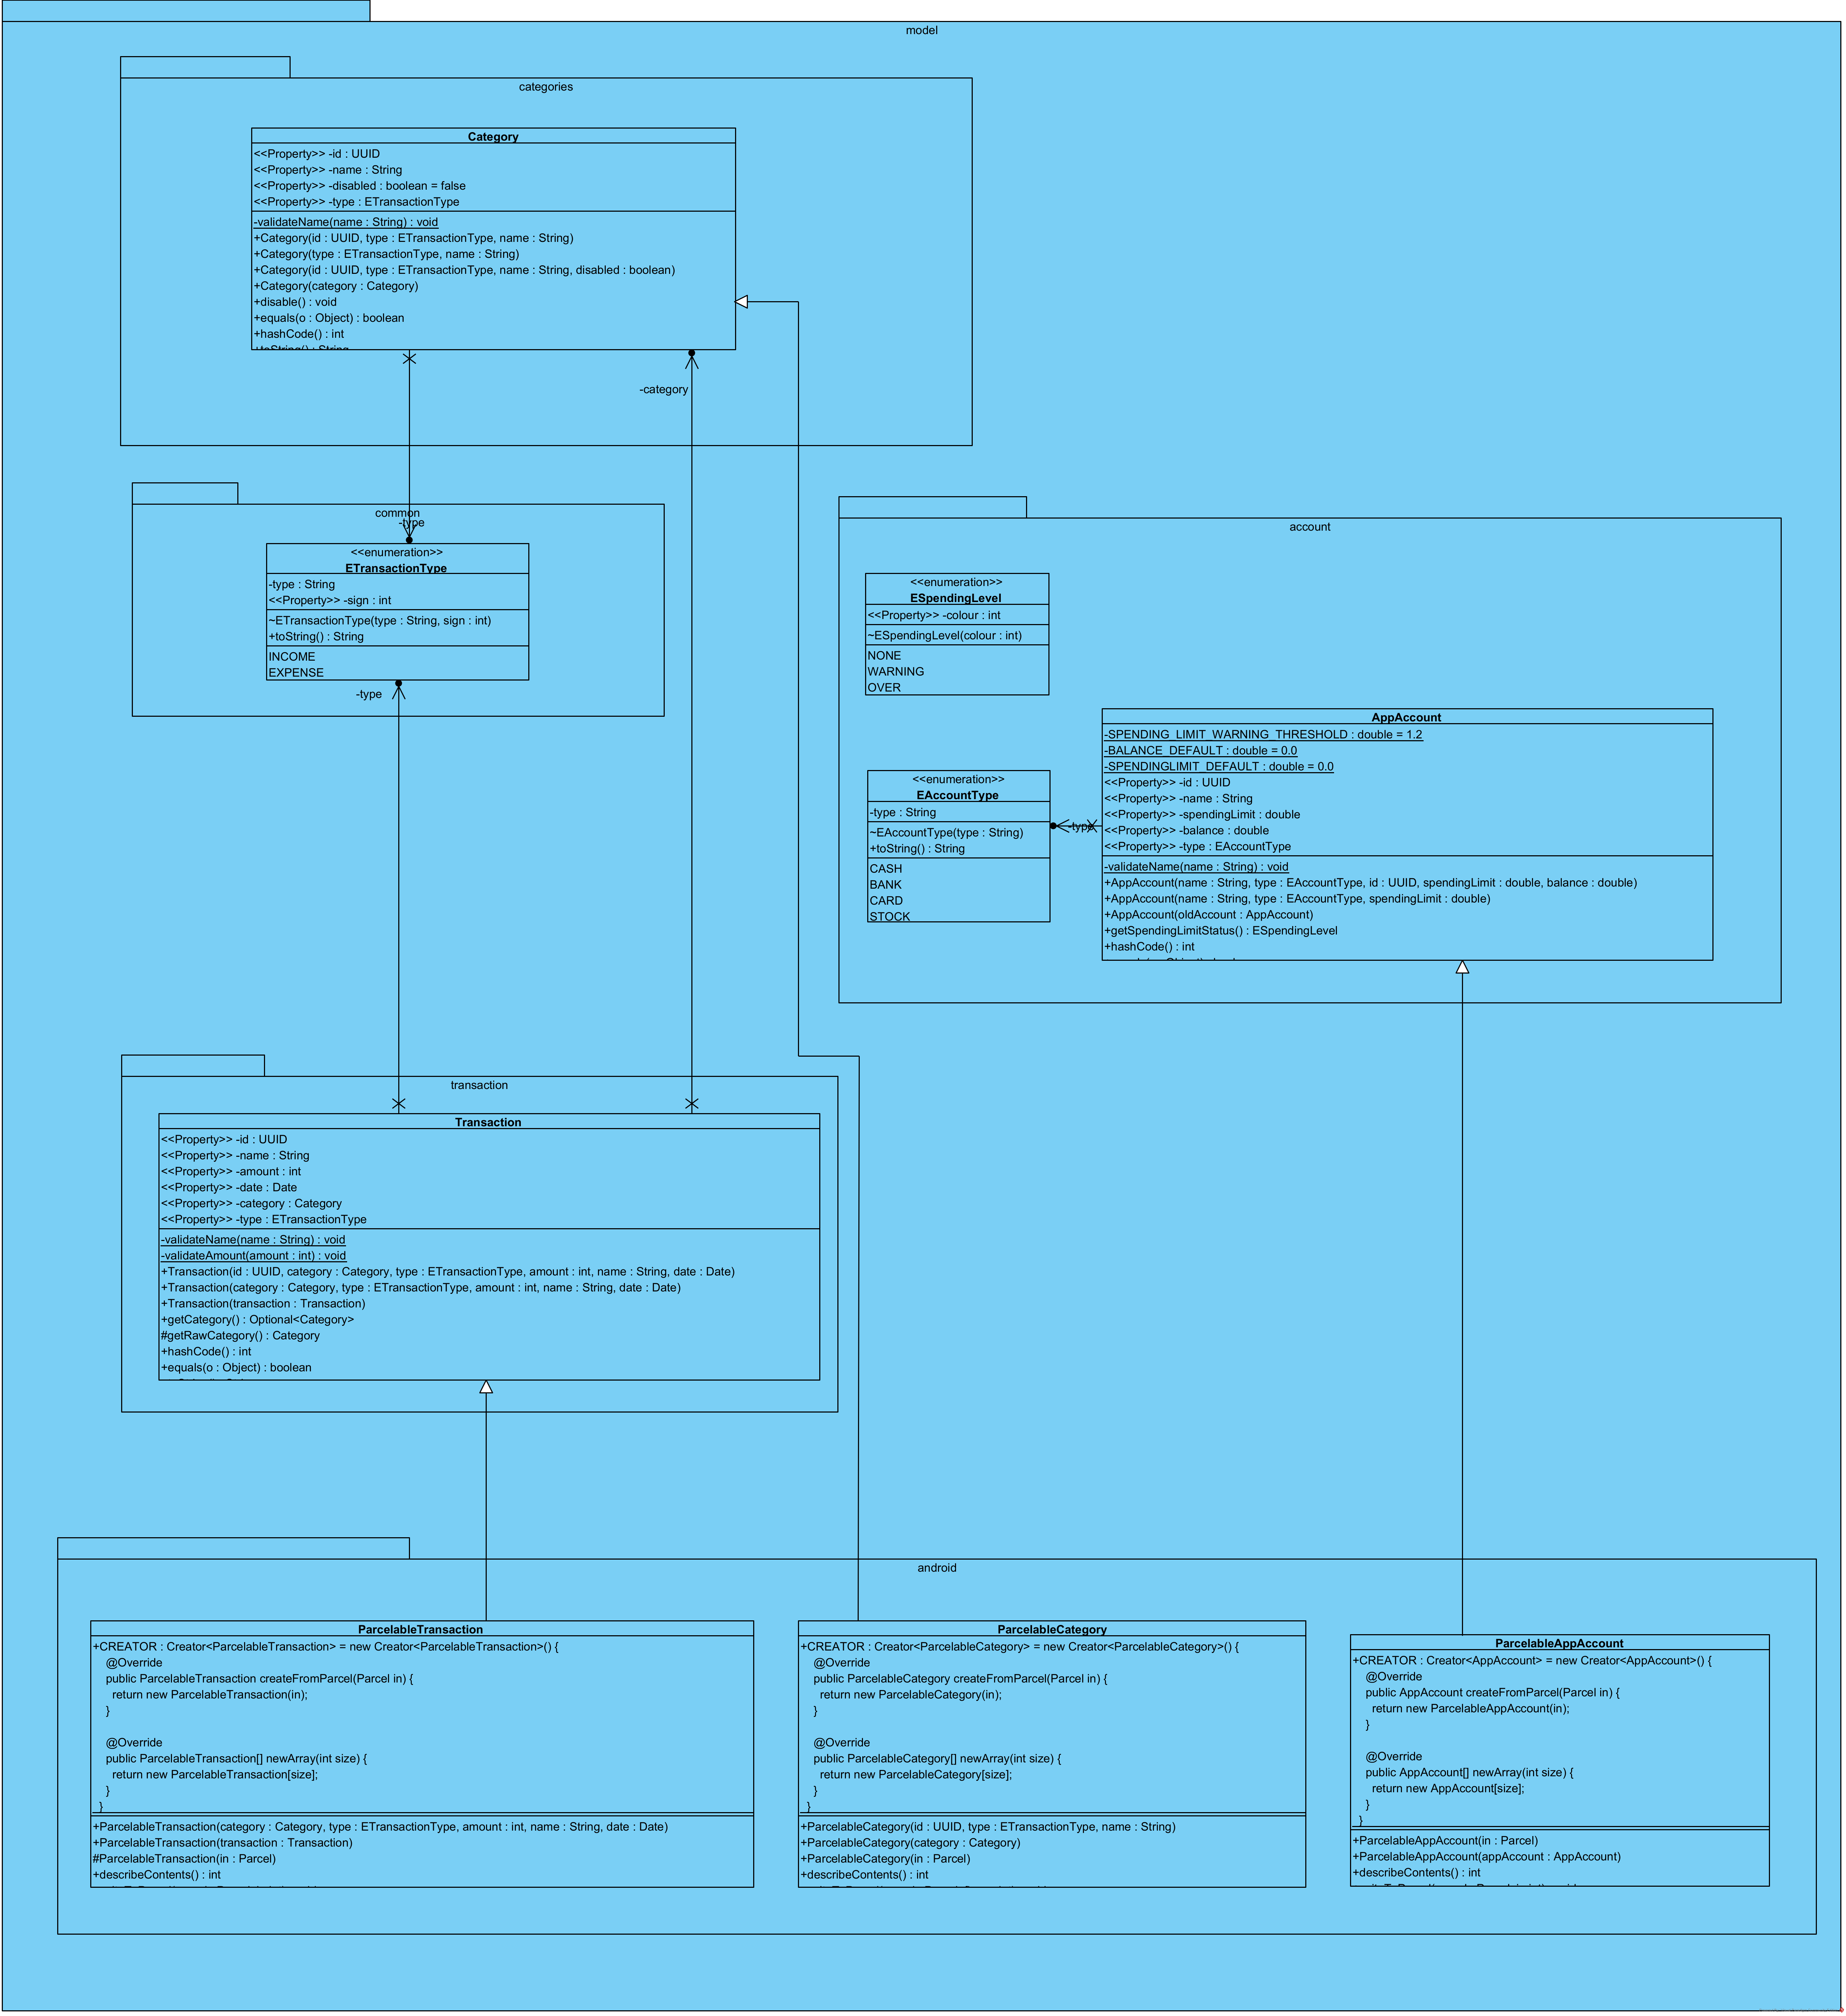 model
categories
Category
<<Property>> -id : UUID
<<Property>> -name : String
<<Property>> -disabled : boolean = false
<<Property>> -type : ETransactionType
-validateName(name : String) : void
+Category(id : UUID, type : ETransactionType, name : String)
+Category(type : ETransactionType, name : String)
+Category(id : UUID, type : ETransactionType, name : String, disabled : boolean)
+Category(category : Category)
+disable() : void
+equals(o : Object) : boolean
+hashCode() : int
+toString() : String
-category
common
-type
<<enumeration>>
ETransactionType
-type : String
<<Property>> -sign : int
~ETransactionType(type : String, sign : int)
+toString() : String
INCOME
EXPENSE
-type
account
<<enumeration>>
ESpendingLevel
<<Property>> -colour : int
~ESpendingLevel(colour : int)
NONE
WARNING
OVER
<<enumeration>>
EAccountType
-type : String
~EAccountType(type : String)
+toString() : String
CASH
BANK
CARD
STOCK
-type
AppAccount
-SPENDING_LIMIT_WARNING_THRESHOLD : double = 1.2
-BALANCE_DEFAULT : double = 0.0
-SPENDINGLIMIT_DEFAULT : double = 0.0
<<Property>> -id : UUID
<<Property>> -name : String
<<Property>> -spendingLimit : double
<<Property>> -balance : double
<<Property>> -type : EAccountType
-validateName(name : String) : void
+AppAccount(name : String, type : EAccountType, id : UUID, spendingLimit : double, balance : double)
+AppAccount(name : String, type : EAccountType, spendingLimit : double)
+AppAccount(oldAccount : AppAccount)
+getSpendingLimitStatus() : ESpendingLevel
+hashCode() : int
transaction
Transaction
<<Property>> -id : UUID
<<Property>> -name : String
<<Property>> -amount : int
<<Property>> -date : Date
<<Property>> -category : Category
<<Property>> -type : ETransactionType
-validateName(name : String) : void
-validateAmount(amount : int) : void
+Transaction(id : UUID, category : Category, type : ETransactionType, amount : int, name : String, date : Date)
+Transaction(category : Category, type : ETransactionType, amount : int, name : String, date : Date)
+Transaction(transaction : Transaction)
+getCategory() : Optional<Category>
#getRawCategory() : Category
+hashCode() : int
+equals(o : Object) : boolean
android
ParcelableTransaction
+CREATOR : Creator<ParcelableTransaction> = new Creator<ParcelableTransaction>() {
@Override
public ParcelableTransaction createFromParcel(Parcel in) {
return new ParcelableTransaction(in);
}
@Override
public ParcelableTransaction[] newArray(int size) {
return new ParcelableTransaction[size];
}
}
+ParcelableTransaction(category : Category, type : ETransactionType, amount : int, name : String, date : Date)
+ParcelableTransaction(transaction : Transaction)
#ParcelableTransaction(in : Parcel)
+describeContents() : int
ParcelableCategory
+CREATOR : Creator<ParcelableCategory> = new Creator<ParcelableCategory>() {
@Override
public ParcelableCategory createFromParcel(Parcel in) {
return new ParcelableCategory(in);
}
@Override
public ParcelableCategory[] newArray(int size) {
return new ParcelableCategory[size];
}
}
+ParcelableCategory(id : UUID, type : ETransactionType, name : String)
+ParcelableCategory(category : Category)
+ParcelableCategory(in : Parcel)
+describeContents() : int
ParcelableAppAccount
+CREATOR : Creator<AppAccount> = new Creator<AppAccount>() {
@Override
public AppAccount createFromParcel(Parcel in) {
return new ParcelableAppAccount(in);
}
@Override
public AppAccount[] newArray(int size) {
return new AppAccount[size];
}
}
+ParcelableAppAccount(in : Parcel)
+ParcelableAppAccount(appAccount : AppAccount)
+describeContents() : int